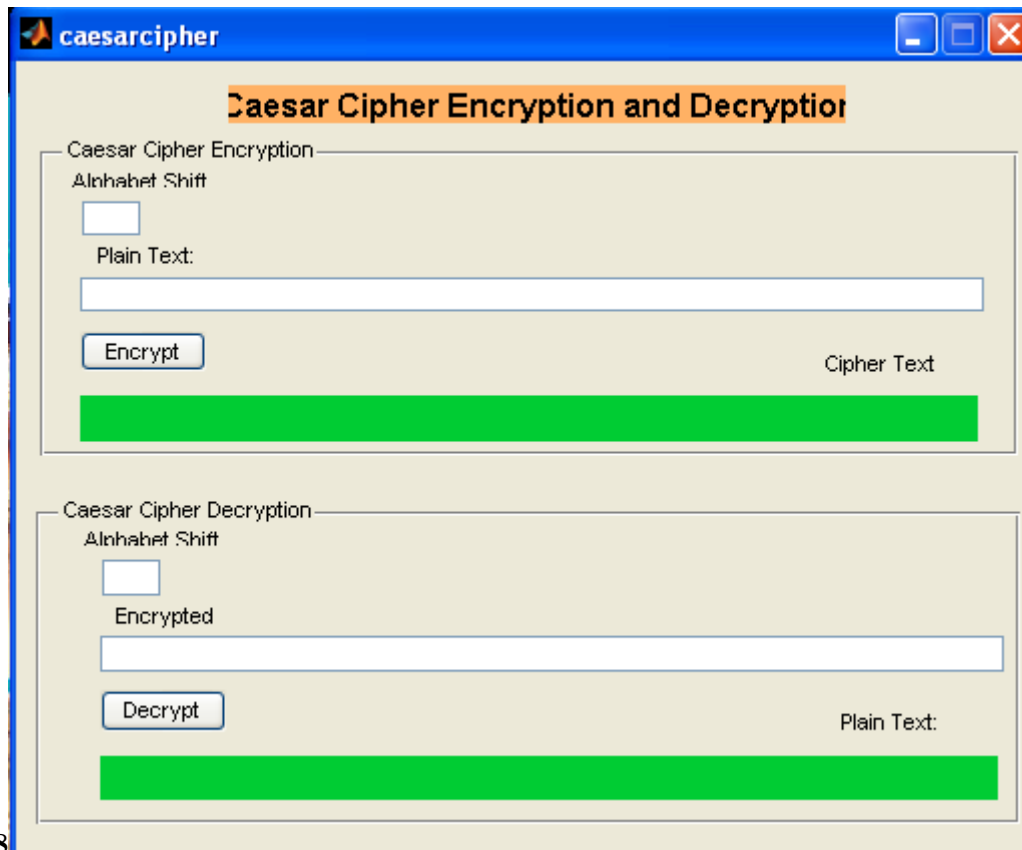 caesarcipher
Caesar Cipher Encryption and Decryption
Caesar Cipher Encryption
Alphabet Shift
Plain Text:
Encrypt
Cipher Text
Caesar Cipher Decryption
Alphabet Shift
Encrypted
Decrypt
Plain Text:
8